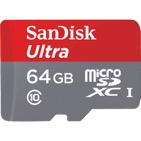 SanDisk
Ultra
64GB
micro
SD
XC I
10